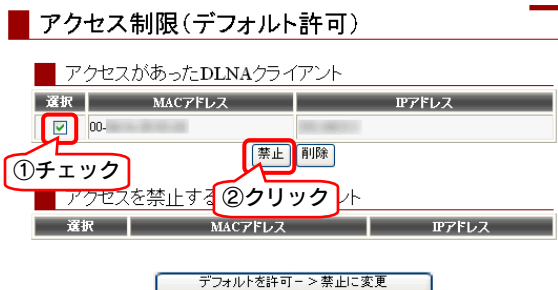 アクセス制限(デフォルト許可)
アクセスがあったDLNAクライアント
選択 MACアドレス IPアドレス
00-
禁止 削除
①チェック
②クリック
アクセスを禁止す ント
選択 MACアドレス IPアドレス
デフォルトを許可ー＞禁止に変更